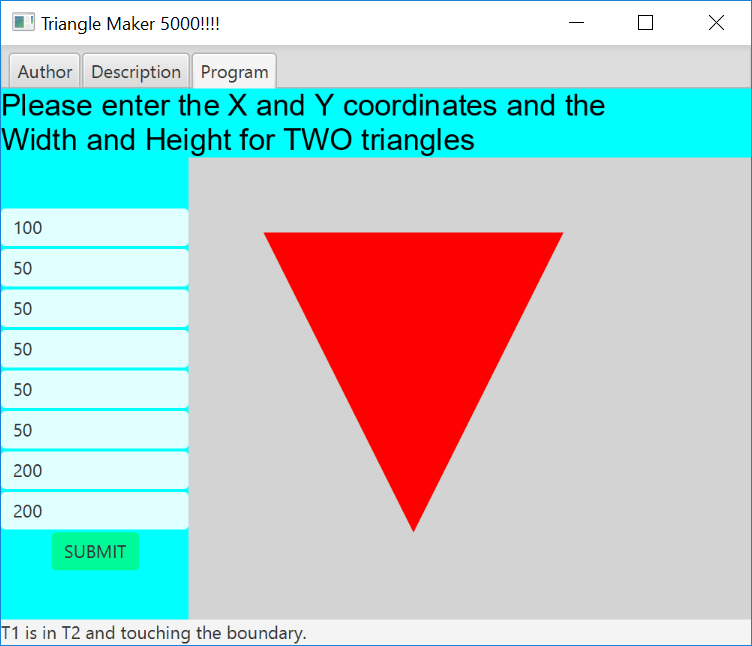 Triangle Maker 5000!!!!
Author Description Program
Please enter the X and Y coordinates and the
Width and Height for TWO triangles
100
50
50
50
50
50
200
200
SUBMIT
T1 is in T2 and touching the boundary.